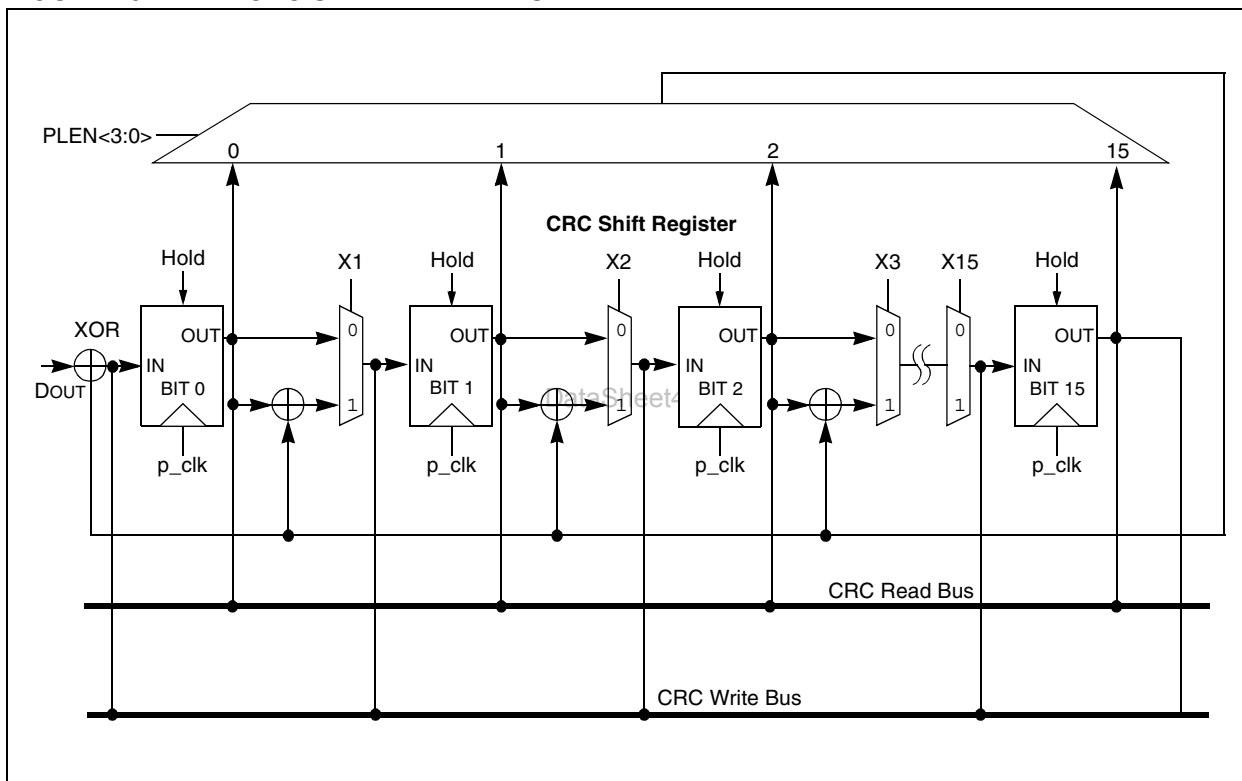 PLEN<3:0>
0 1 2 15
CRC Shift Register
Hold X1 Hold X2 Hold X3 X15 Hold
XOR
OUT 0 OUT 0 OUT 0 0 OUT
IN IN IN IN
DOUT BIT 0 1 BIT 1 1 BIT 2 1 1 BIT 15
DataSheet4
p_clk p_clk p_clk p_clk
CRC Read Bus
CRC Write Bus